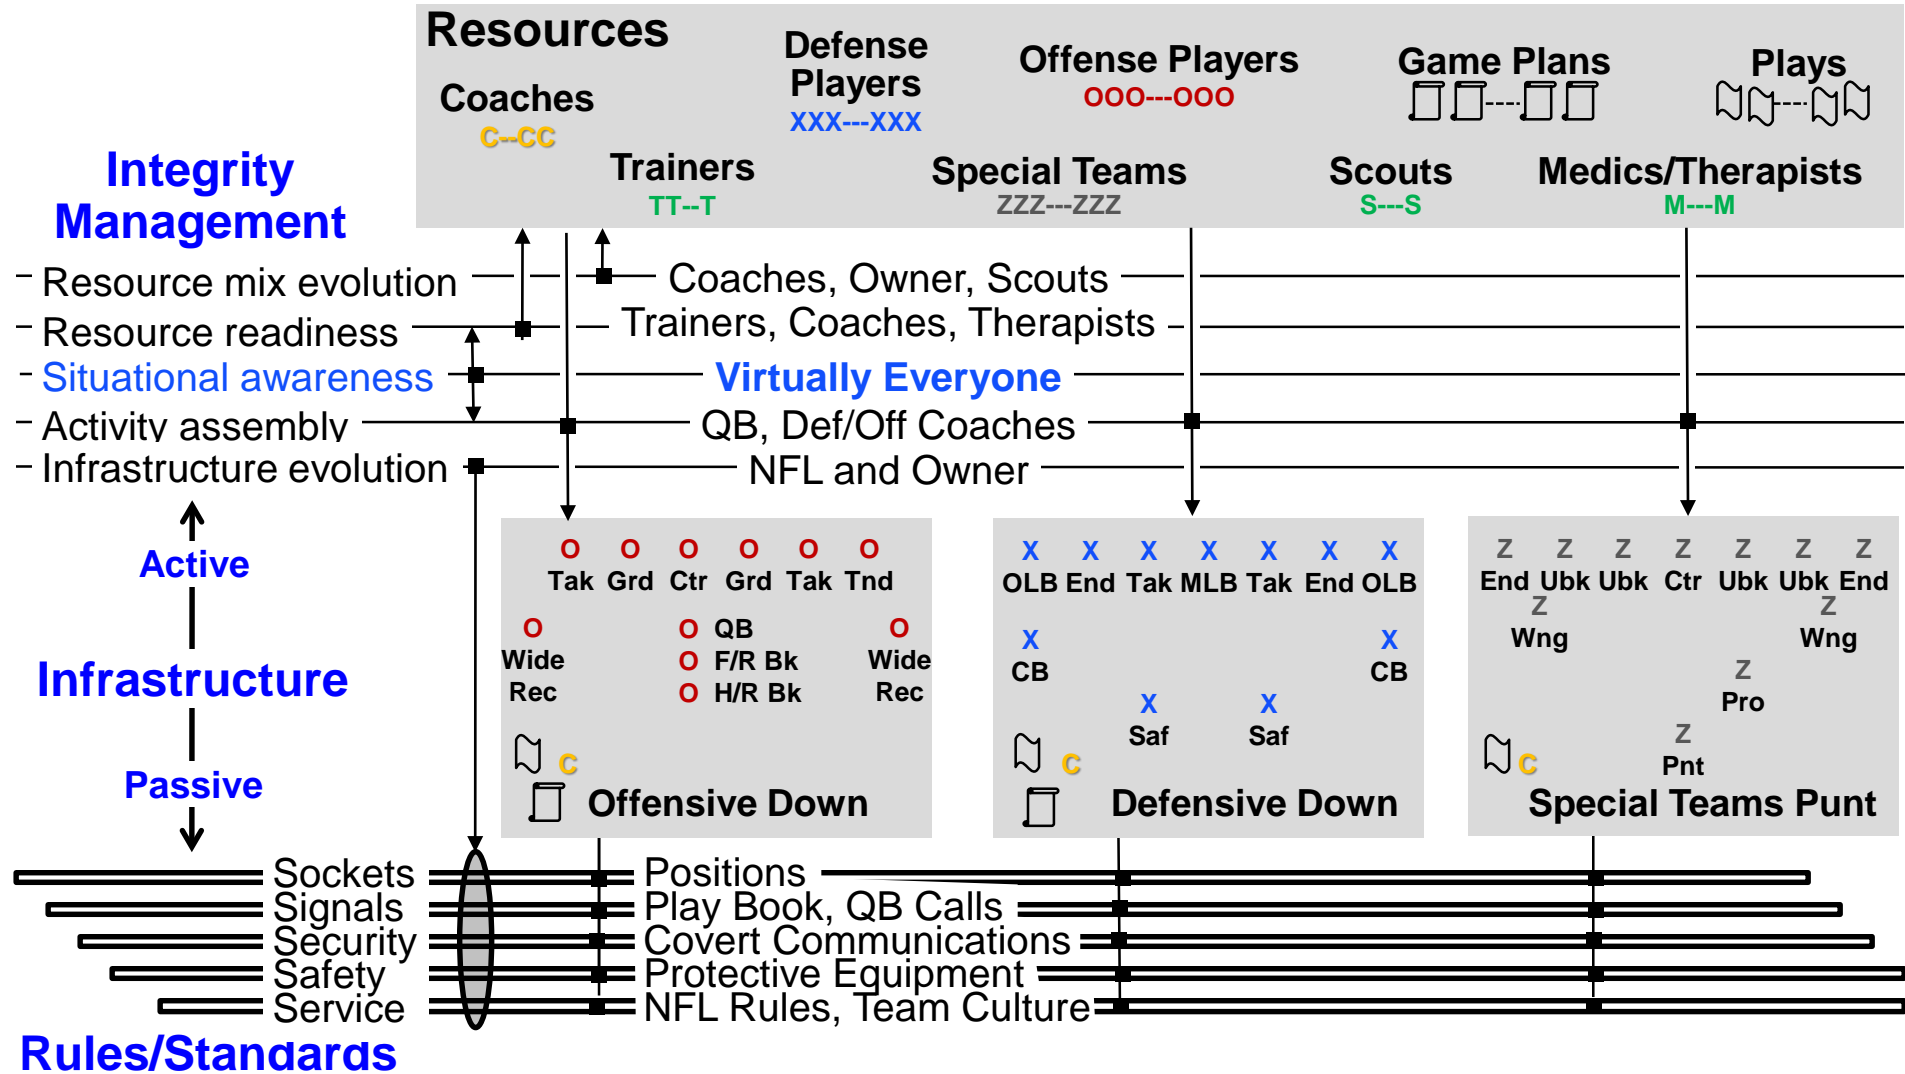 Resources
Defense
Players
XXX---XXX
Offense Players
OOO---OOO
Game Plans
Plays
Coaches
C--CC
Trainers
TT--T
Special Teams
ZZZ---ZZZ
Scouts
S---S
Medics/Therapists
M---M
Integrity
Management
– Resource mix evolution
Coaches, Owner, Scouts
– Resource readiness
Trainers, Coaches, Therapists
– Situational awareness
Virtually Everyone
– Activity assembly
QB, Def/Off Coaches
– Infrastructure evolution
NFL and Owner
Active
Infrastructure
Passive
O O O O O O
Tak Grd Ctr Grd Tak Tnd
O O QB O
Wide O F/R Bk Wide
Rec O H/R Bk Rec
C
Offensive Down
X X X X X X X
OLB End Tak MLB Tak End OLB
X X
CB CB
X X
Saf Saf
C
Defensive Down
Z Z Z Z Z Z Z
End Ubk Ubk Ctr Ubk Ubk End
Z Z
Wng Wng
Z
Pro
Z
Pnt
C
Special Teams Punt
Sockets Positions
Signals Play Book, QB Calls
Security Covert Communications
Safety Protective Equipment
Service NFL Rules, Team Culture
Rules/Standards